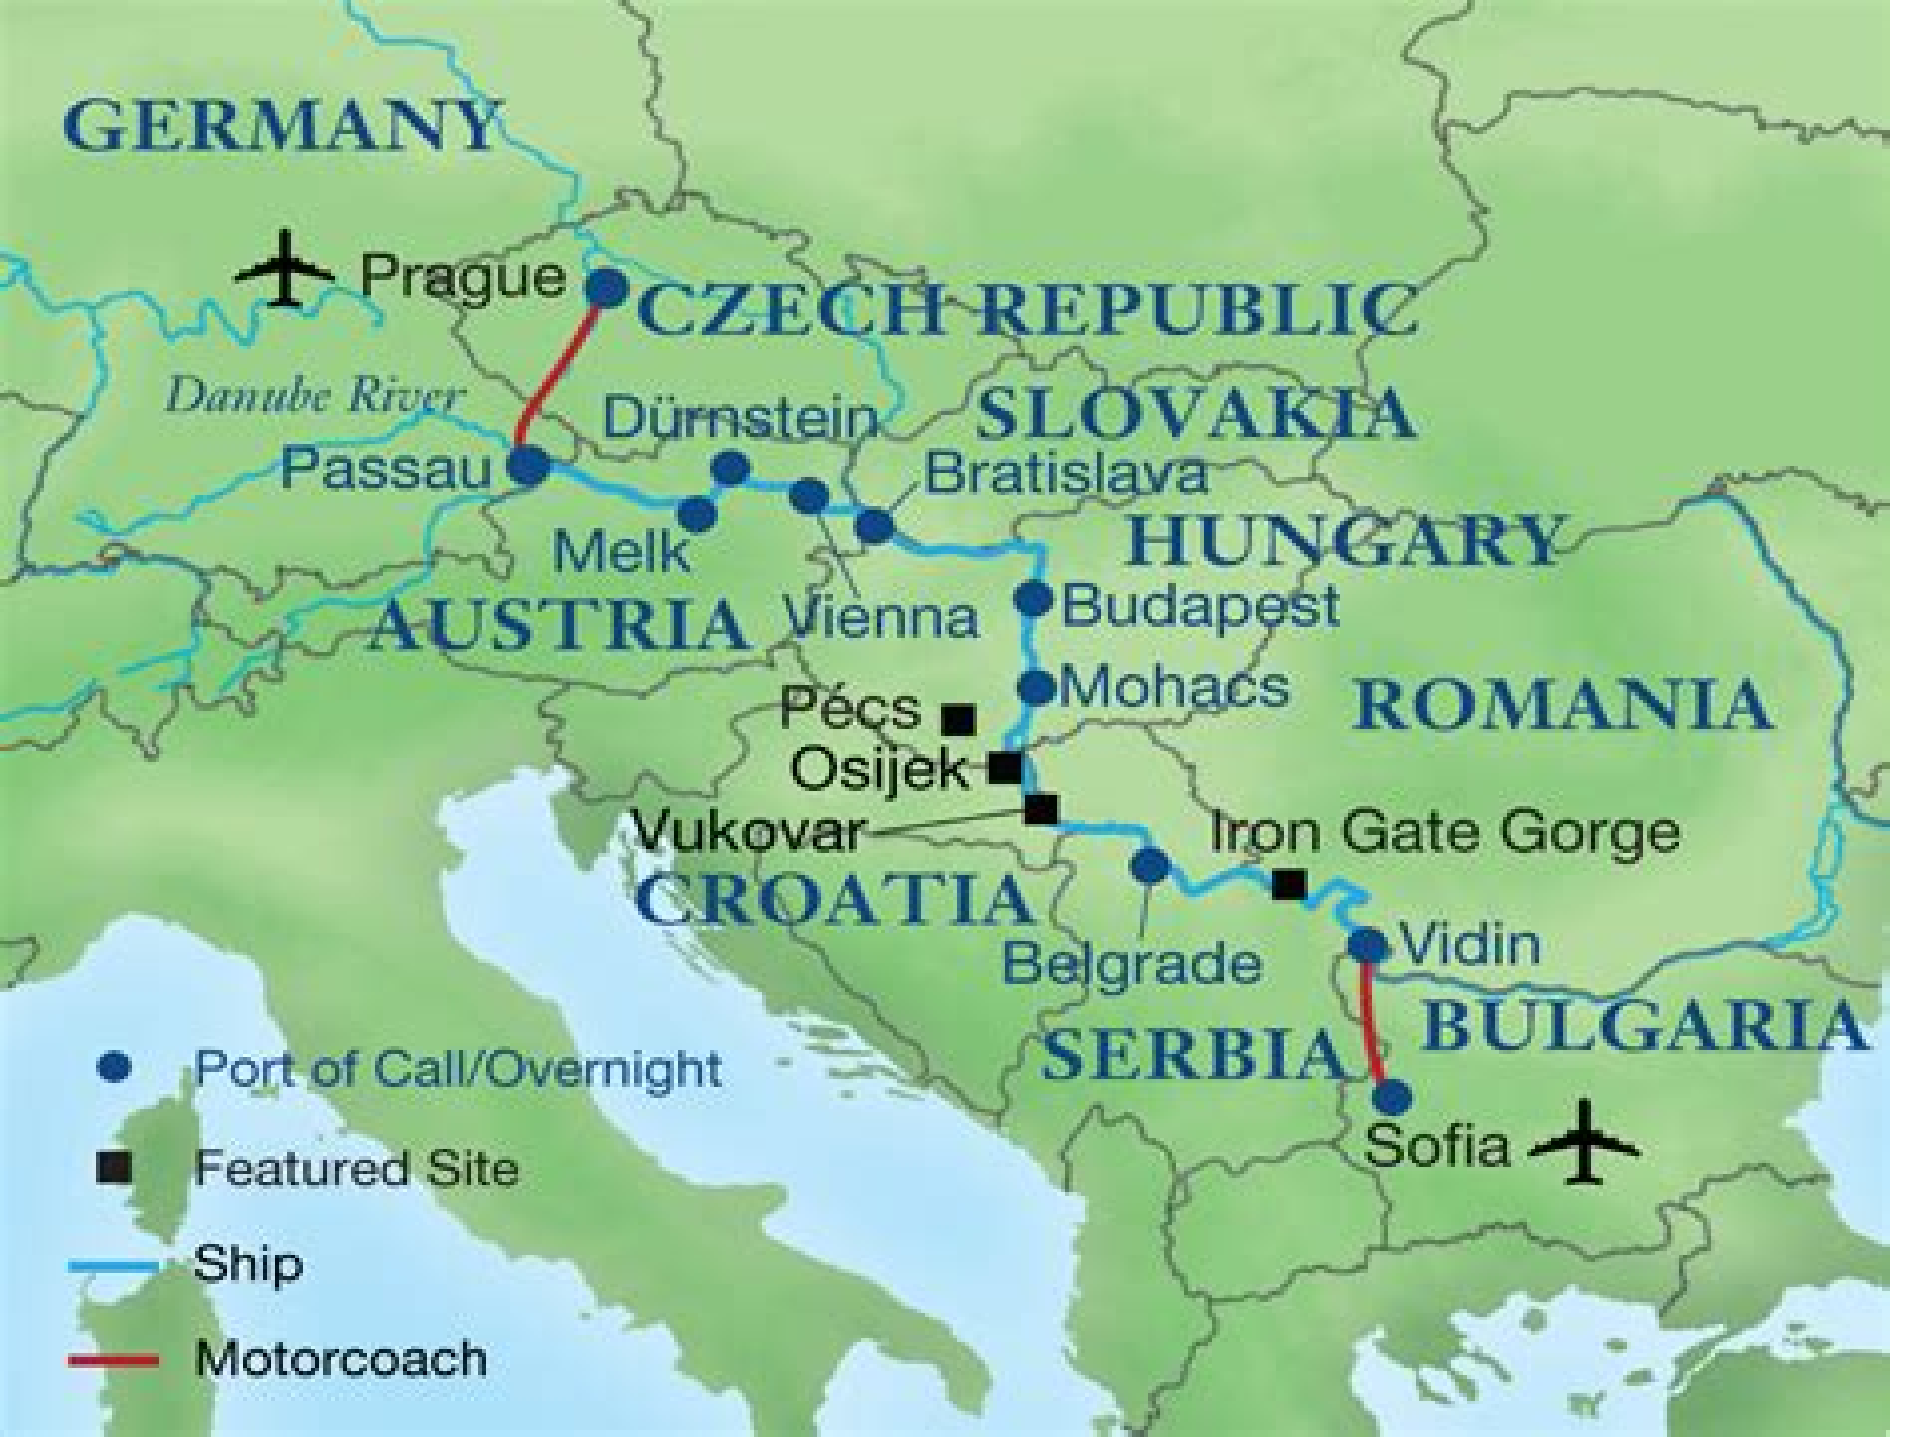 GERMANY
Prague
CZECH REPUBLIC
Danube River
Dürnstein
SLOVAKIA
Passau
Bratislava
Melk
HUNGARY
AUSTRIA
Vienna
Budapest
Mohacs
Pécs
ROMANIA
Osijek
Vukovar
Iron Gate Gorge
CROATIA
Belgrade
Vidin
SERBIA
BULGARIA
Sofia
Port of Call/Overnight
Featured Site
Ship
Motorcoach